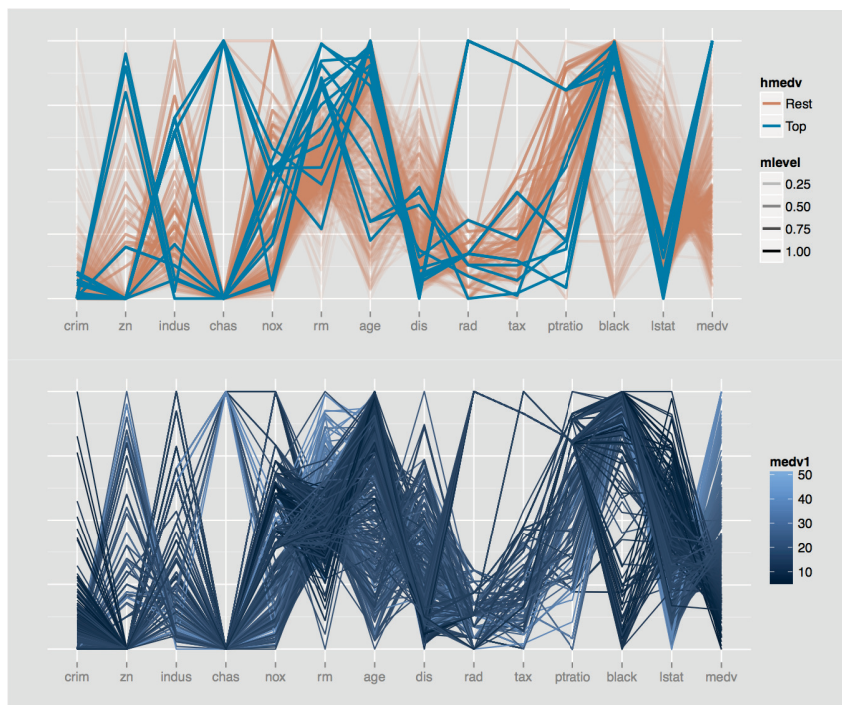 hmedv
Rest
Top
mlevel
0.25
0.50
0.75
1.00
crim zn indus chas nox rm age dis rad tax ptratio black lstat medv
medv1
50
40
30
20
10
crim zn indus chas nox rm age dis rad tax ptratio black lstat medv